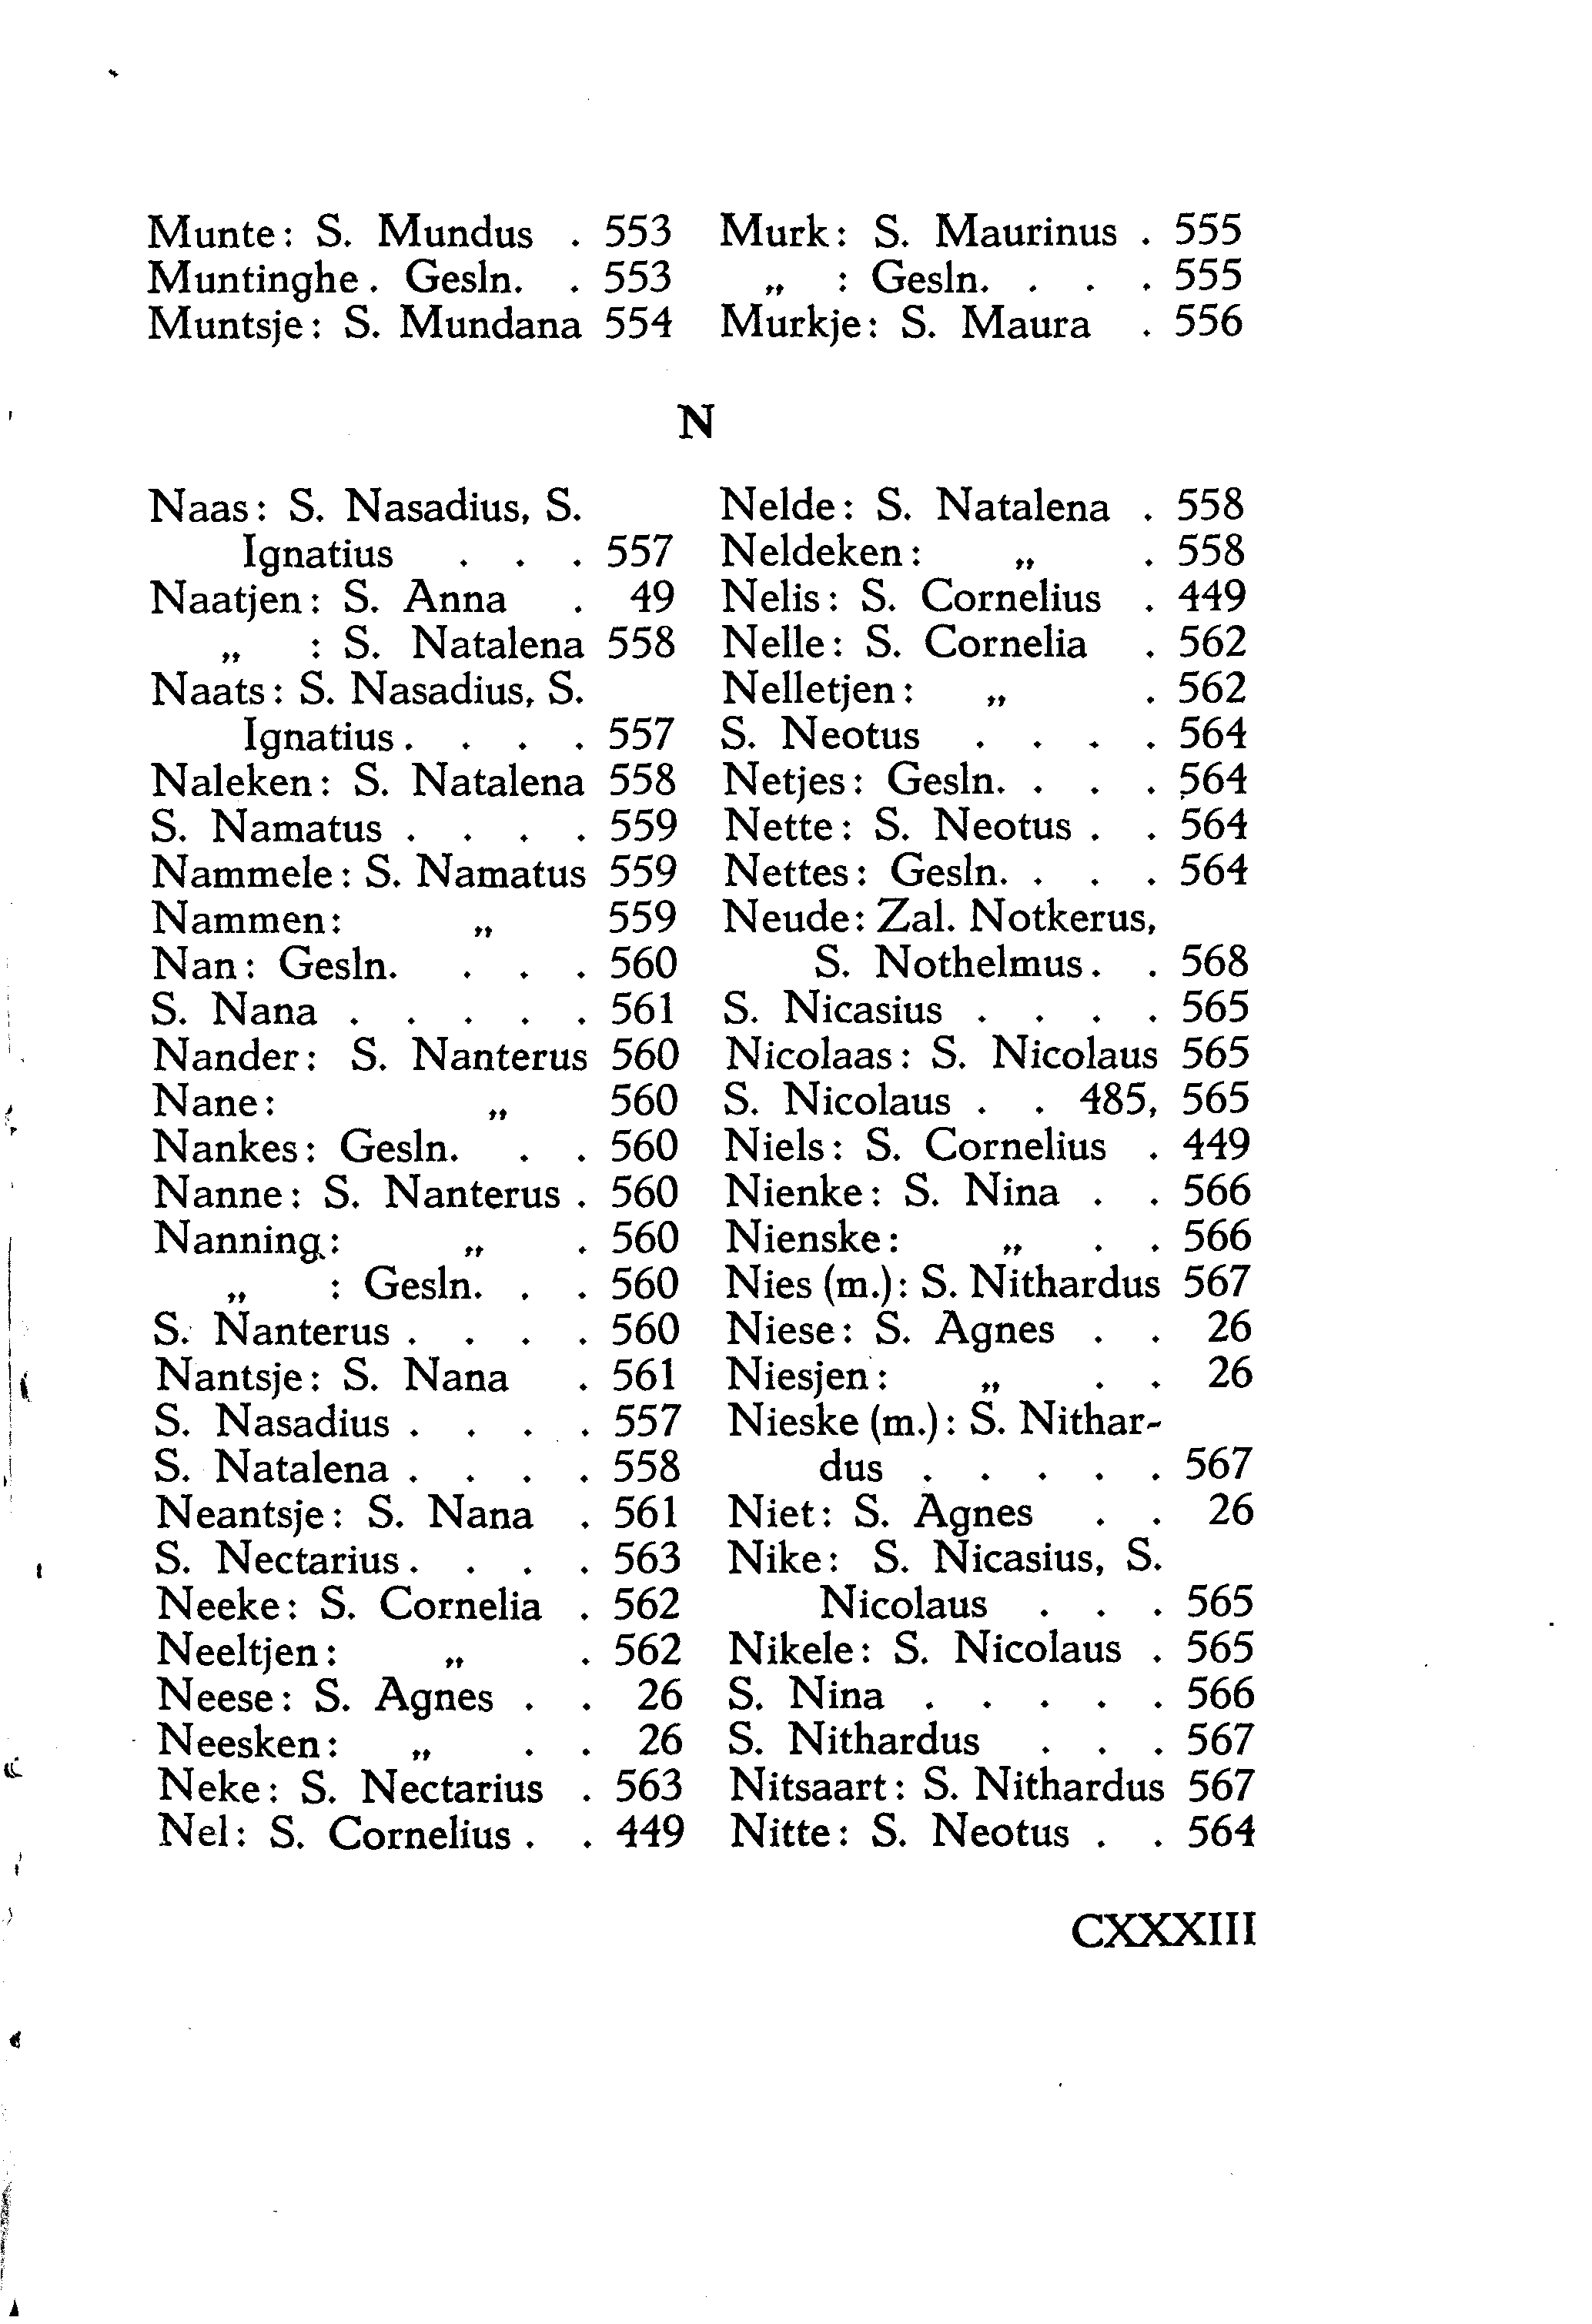 Munte: S. Mundus . 553
Muntinghe. Gesln. . 553
Muntsje: S. Mundana 554
Murk: S. Maurinus . 555
„ : Gesln. . . . 555
Murkje: S. Maura . 556
N
Naas: S. Nasadius, S.
Ignatius . . . 557
Naatjen: S. Anna . 49
„ : S. Natalena 558
Naats: S. Nasadius, S.
Ignatius. . . . 557
Naleken: S. Natalena 558
S. Namatus . . . . 559
Nammele: S. Namatus 559
Nammen: „ 559
Nan: Gesln. . . . 560
S. Nana . . . . . 561
Nander: S. Nanterus 560
Nane: „ 560
Nankes: Gesln. . . 560
Nanne: S. Nanterus . 560
Nanning: „ . 560
„ : Gesln. . . 560
S. Nanterus . . . . 560
Nantsje: S. Nana . 561
S. Nasadius . . . . 557
S. Natalena . . . . 558
Neantsje: S. Nana . 561
S. Nectarius. . . . 563
Neeke: S. Cornelia . 562
Neeltjen: „ . 562
Neese: S. Agnes . . 26
Neesken: „ . . 26
Neke: S. Nectarius . 563
Nel: S. Cornelius . . 449
Nelde: S. Natalena . 558
Neldeken: „ . 558
Nelis: S. Cornelius . 449
Nelle: S. Cornelia . 562
Nelletjen: „ . 562
S. Neotus . . . . 564
Netjes: Gesln. . . . 564
Nette: S. Neotus . . 564
Nettes: Gesln. . . . 564
Neude: Zal. Notkerus,
S. Nothelmus. . 568
S. Nicasius . . . . 565
Nicolaas: S. Nicolaus 565
S. Nicolaus . . 485, 565
Niels: S. Cornelius . 449
Nienke: S. Nina . . 566
Nienske: „ . . 566
Nies (m.): S. Nithardus 567
Niese: S. Agnes . . 26
Niesjen: „ . . 26
Nieske (m.): S. Nithar-
dus . . . . . 567
Niet: S. Agnes . . 26
Nike: S. Nicasius, S.
Nicolaus . . . 565
Nikele: S. Nicolaus . 565
S. Nina . . . . . 566
S. Nithardus . . . 567
Nitsaart: S. Nithardus 567
Nitte: S. Neotus . . 564
CXXXIII